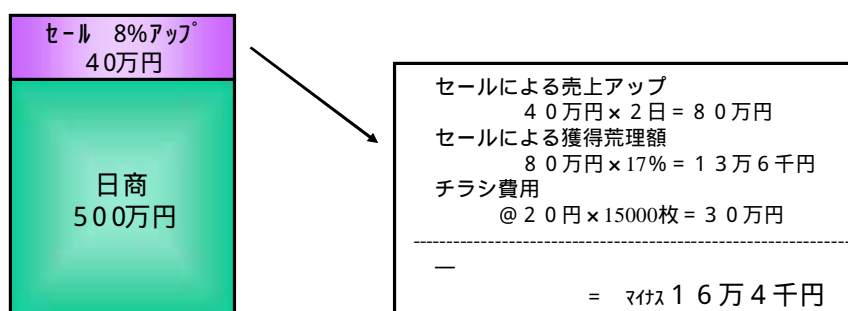 ｾｰﾙ 8%ｱｯﾌﾟ
４０万円
日商
５００万円
セールによる売上アップ
４０万円×２日=８０万円
セールによる獲得荒理額
８０万円×17%=１３万６千円
チラシ費用
@２０円×15000枚=３０万円
------------------------------------------------------------------
―
= ﾏｲﾅｽ１６万４千円